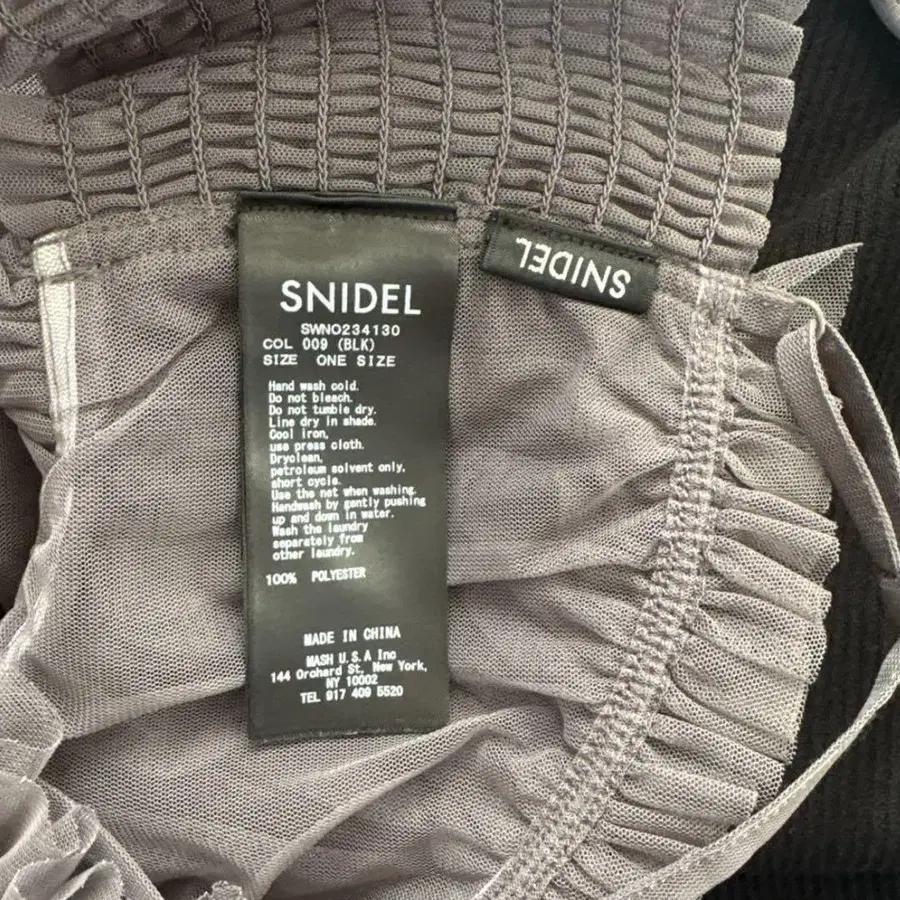 SNIDEL
SWNO234130
COL 009 (BLK)
SIZE ONE SIZE
Hand wash cold.
Do not bleach.
Do not tumble dry.
Line dry in shade.
Cool iron,
use press cloth.
Dryclean,
petroleum solvent only,
short cycle.
Use the net when washing.
Handwash by gently pushing
up and down in water.
Wash the laundry
separately from
other laundry.
100% POLYESTER
MADE IN CHINA
MASH U.S.A Inc
144 Orchard St, New York,
NY 10002
TEL 917 409 5520
SNIDEL